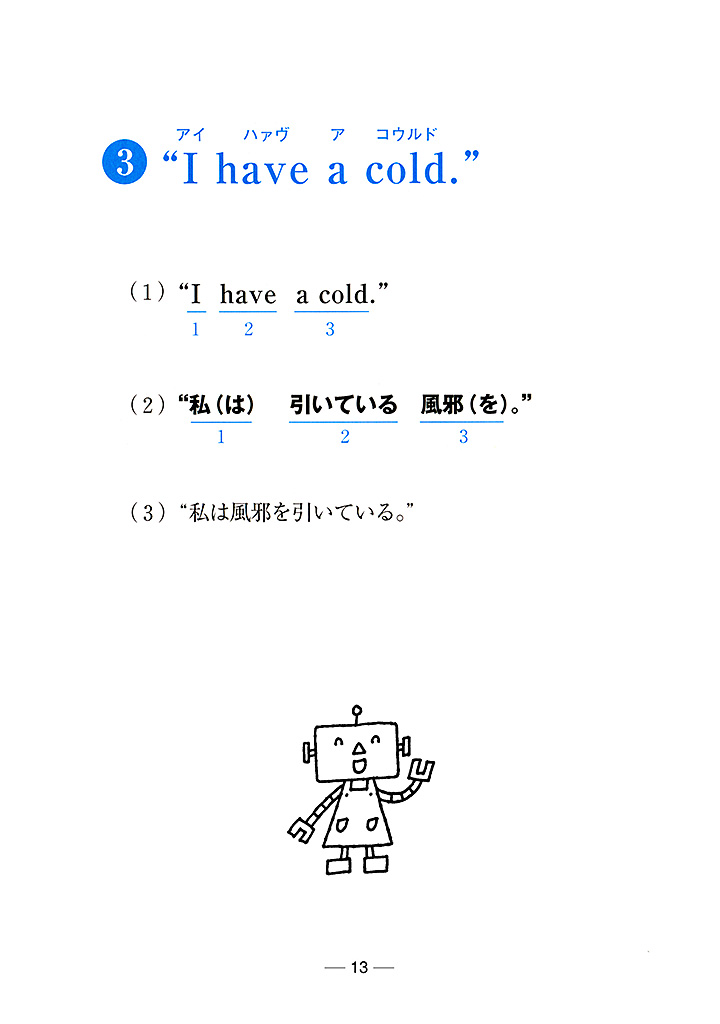 アイ ハァヴ ア コウルド
3 “I have a cold.”
(1) “I have a cold.”
1 2 3
(2) “私(は) 引いている 風邪(を)。”
1 2 3
(3) “私は風邪を引いている。”
— 13 —